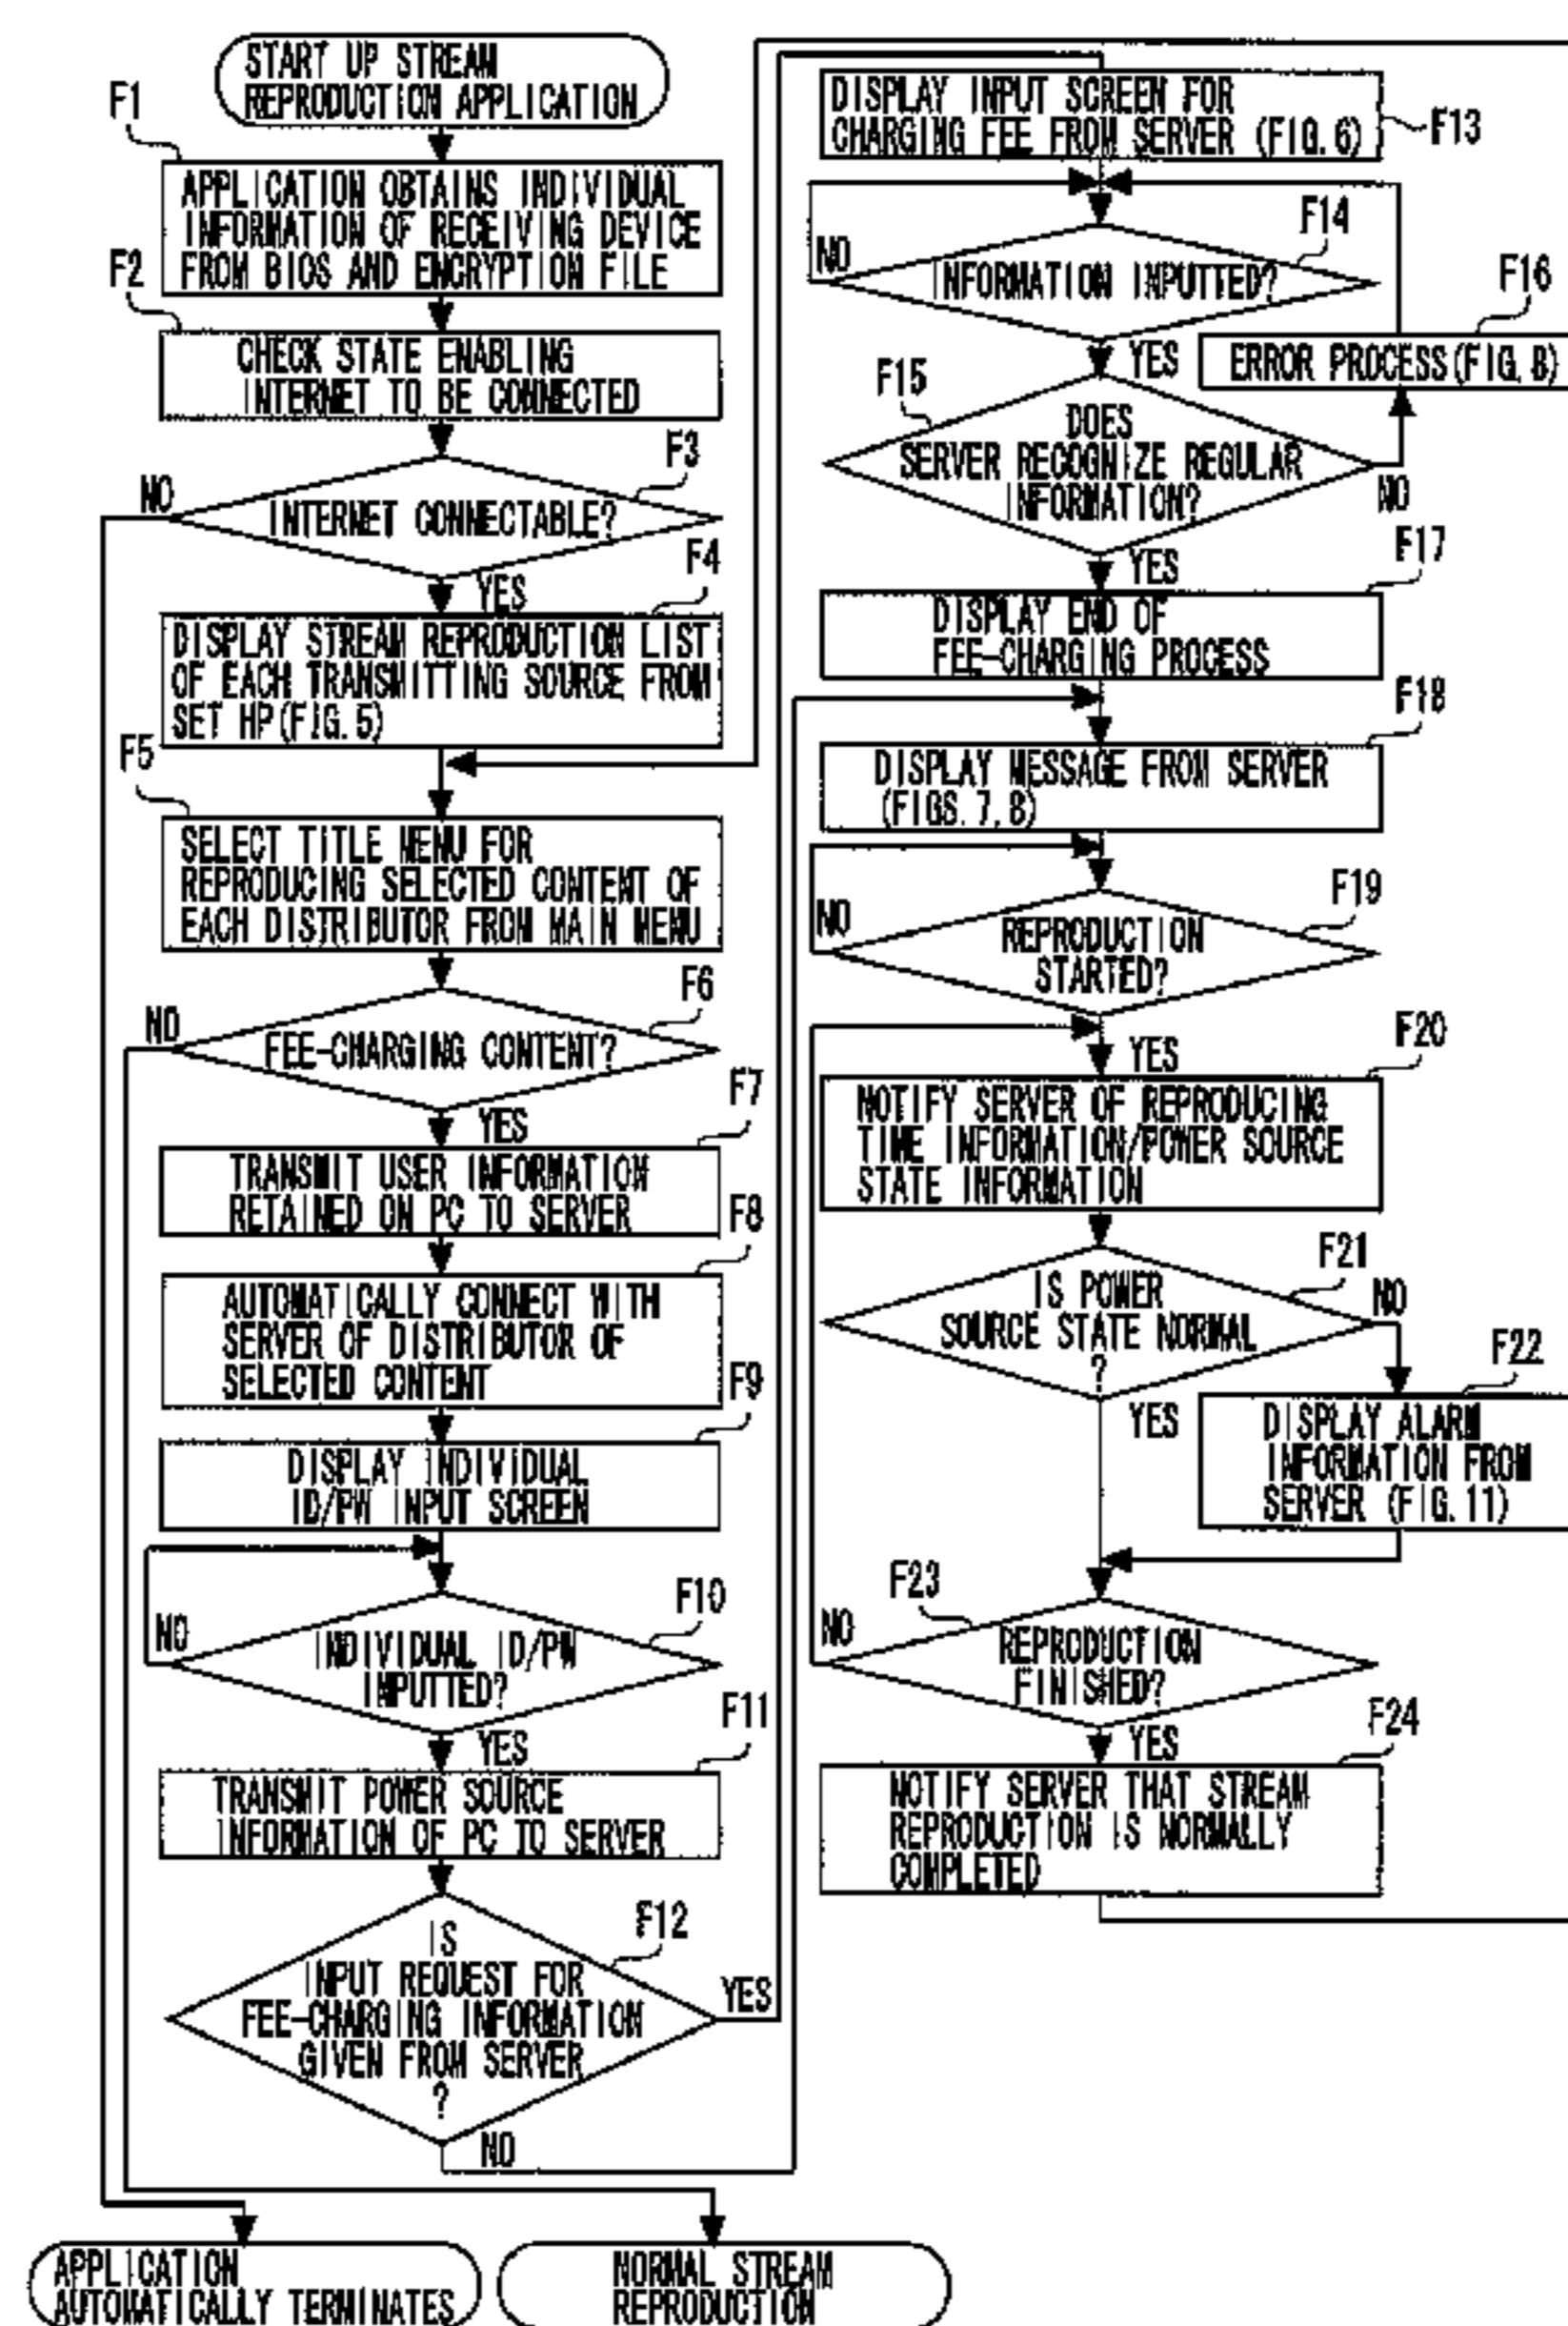 START UP STREAM
REPRODUCTION APPLICATION
F1
APPLICATION OBTAINS INDIVIDUAL
INFORMATION OF RECEIVING DEVICE
FROM BIOS AND ENCRYPTION FILE
F2
CHECK STATE ENABLING
INTERNET TO BE CONNECTED
F3
NO
INTERNET CONNECTABLE?
YES
F4
DISPLAY STREAM REPRODUCTION LIST
OF EACH TRANSMITTING SOURCE FROM
SET HP(FIG.5)
F5
SELECT TITLE MENU FOR
REPRODUCING SELECTED CONTENT OF
EACH DISTRIBUTOR FROM MAIN MENU
F6
NO
FEE-CHARGING CONTENT?
YES
F7
TRANSMIT USER INFORMATION
RETAINED ON PC TO SERVER
F8
AUTOMATICALLY CONNECT WITH
SERVER OF DISTRIBUTOR OF
SELECTED CONTENT
F9
DISPLAY INDIVIDUAL
ID/PW INPUT SCREEN
F10
NO
INDIVIDUAL ID/PW
INPUTTED?
YES
F11
TRANSMIT POWER SOURCE
INFORMATION OF PC TO SERVER
F12
IS
INPUT REQUEST FOR
FEE-CHARGING INFORMATION
GIVEN FROM SERVER
?
YES
NO
APPLICATION
AUTOMATICALLY TERMINATES
NORMAL STREAM
REPRODUCTION
DISPLAY INPUT SCREEN FOR
CHARGING FEE FROM SERVER (FIG.6)
F13
F14
NO
INFORMATION INPUTTED?
YES
F16
ERROR PROCESS(FIG.8)
F15
DOES
SERVER RECOGNIZE REGULAR
INFORMATION?
NO
YES
F17
DISPLAY END OF
FEE-CHARGING PROCESS
F18
DISPLAY MESSAGE FROM SERVER
(FIGS.7,8)
F19
NO
REPRODUCTION
STARTED?
YES
F20
NOTIFY SERVER OF REPRODUCING
TIME INFORMATION/POWER SOURCE
STATE INFORMATION
F21
IS POWER
SOURCE STATE NORMAL
?
NO
YES
F22
DISPLAY ALARM
INFORMATION FROM
SERVER (FIG.11)
F23
NO
REPRODUCTION
FINISHED?
YES
F24
NOTIFY SERVER THAT STREAM
REPRODUCTION IS NORMALLY
COMPLETED